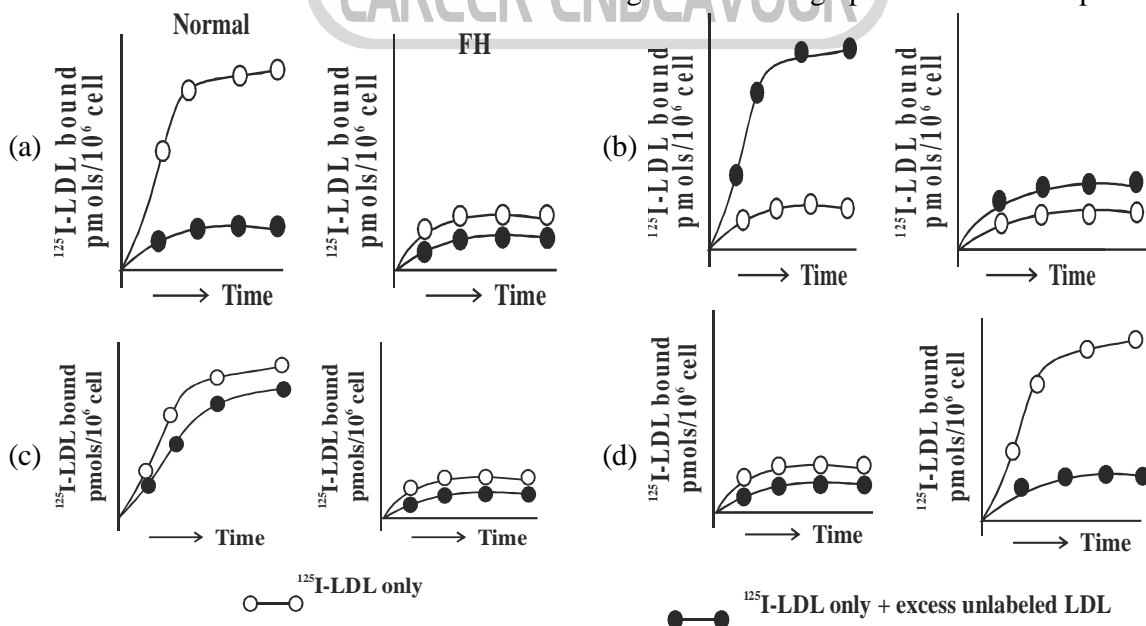 CAREER ENDEAVOUR
Normal
FH
(a)
125I-LDL bound
pmols/10⁶ cell
Time
125I-LDL bound
pmols/10⁶ cell
Time
(b)
125I-LDL bound
pmols/10⁶ cell
Time
125I-LDL bound
pmols/10⁶ cell
Time
(c)
125I-LDL bound
pmols/10⁶ cell
Time
125I-LDL bound
pmols/10⁶ cell
Time
(d)
125I-LDL bound
pmols/10⁶ cell
Time
125I-LDL bound
pmols/10⁶ cell
Time
125I-LDL only
125I-LDL only + excess unlabeled LDL